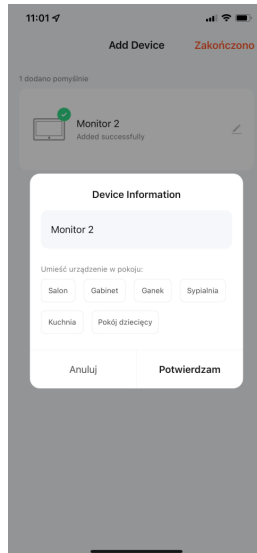 11:01
Add Device
Zakończono
1 dodano pomyślnie
Monitor 2
Added successfully
Device Information
Monitor 2
Umieść urządzenie w pokoju:
Salon Gabinet Ganek Sypialnia
Kuchnia Pokój dziecięcy
Anuluj Potwierdzam